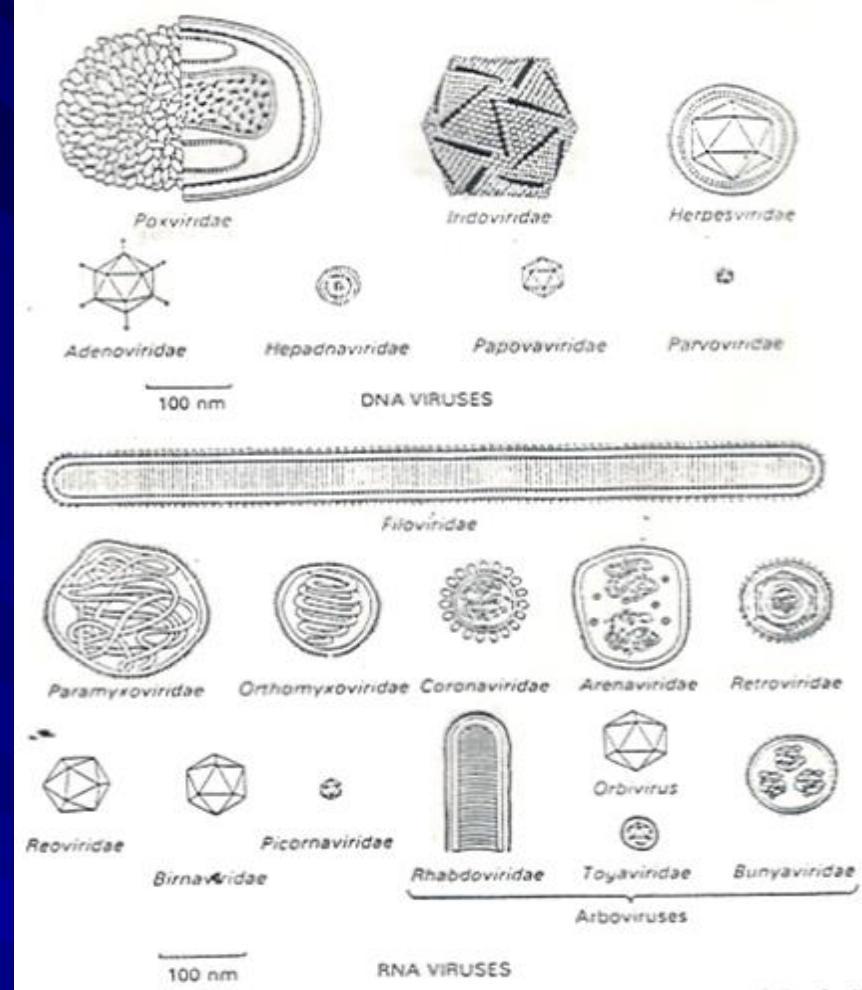 Poxviridae Iridoviridae Herpesviridae
Adenoviridae Hepadnaviridae Papovaviridae Parvoviridae
100 nm DNA VIRUSES
Filoviridae
Paramyxoviridae Orthomyxoviridae Coronaviridae Arenaviridae Retroviridae
Orbivirus
Reoviridae Picornaviridae
Birnaviridae Rhabdoviridae Toyaviridae Bunyaviridae
Arboviruses
100 nm RNA VIRUSES